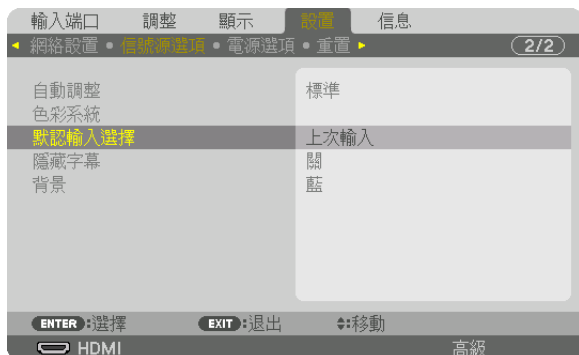 輸入端口 調整 顯示 設置 信息
網絡設置 • 信號源選項 • 電源選項 • 重置 2/2
自動調整 標準
色彩系統
默認輸入選擇 上次輸入
隱藏字幕 關
背景 藍
ENTER:選擇 EXIT:退出 :移動
HDMI 高級